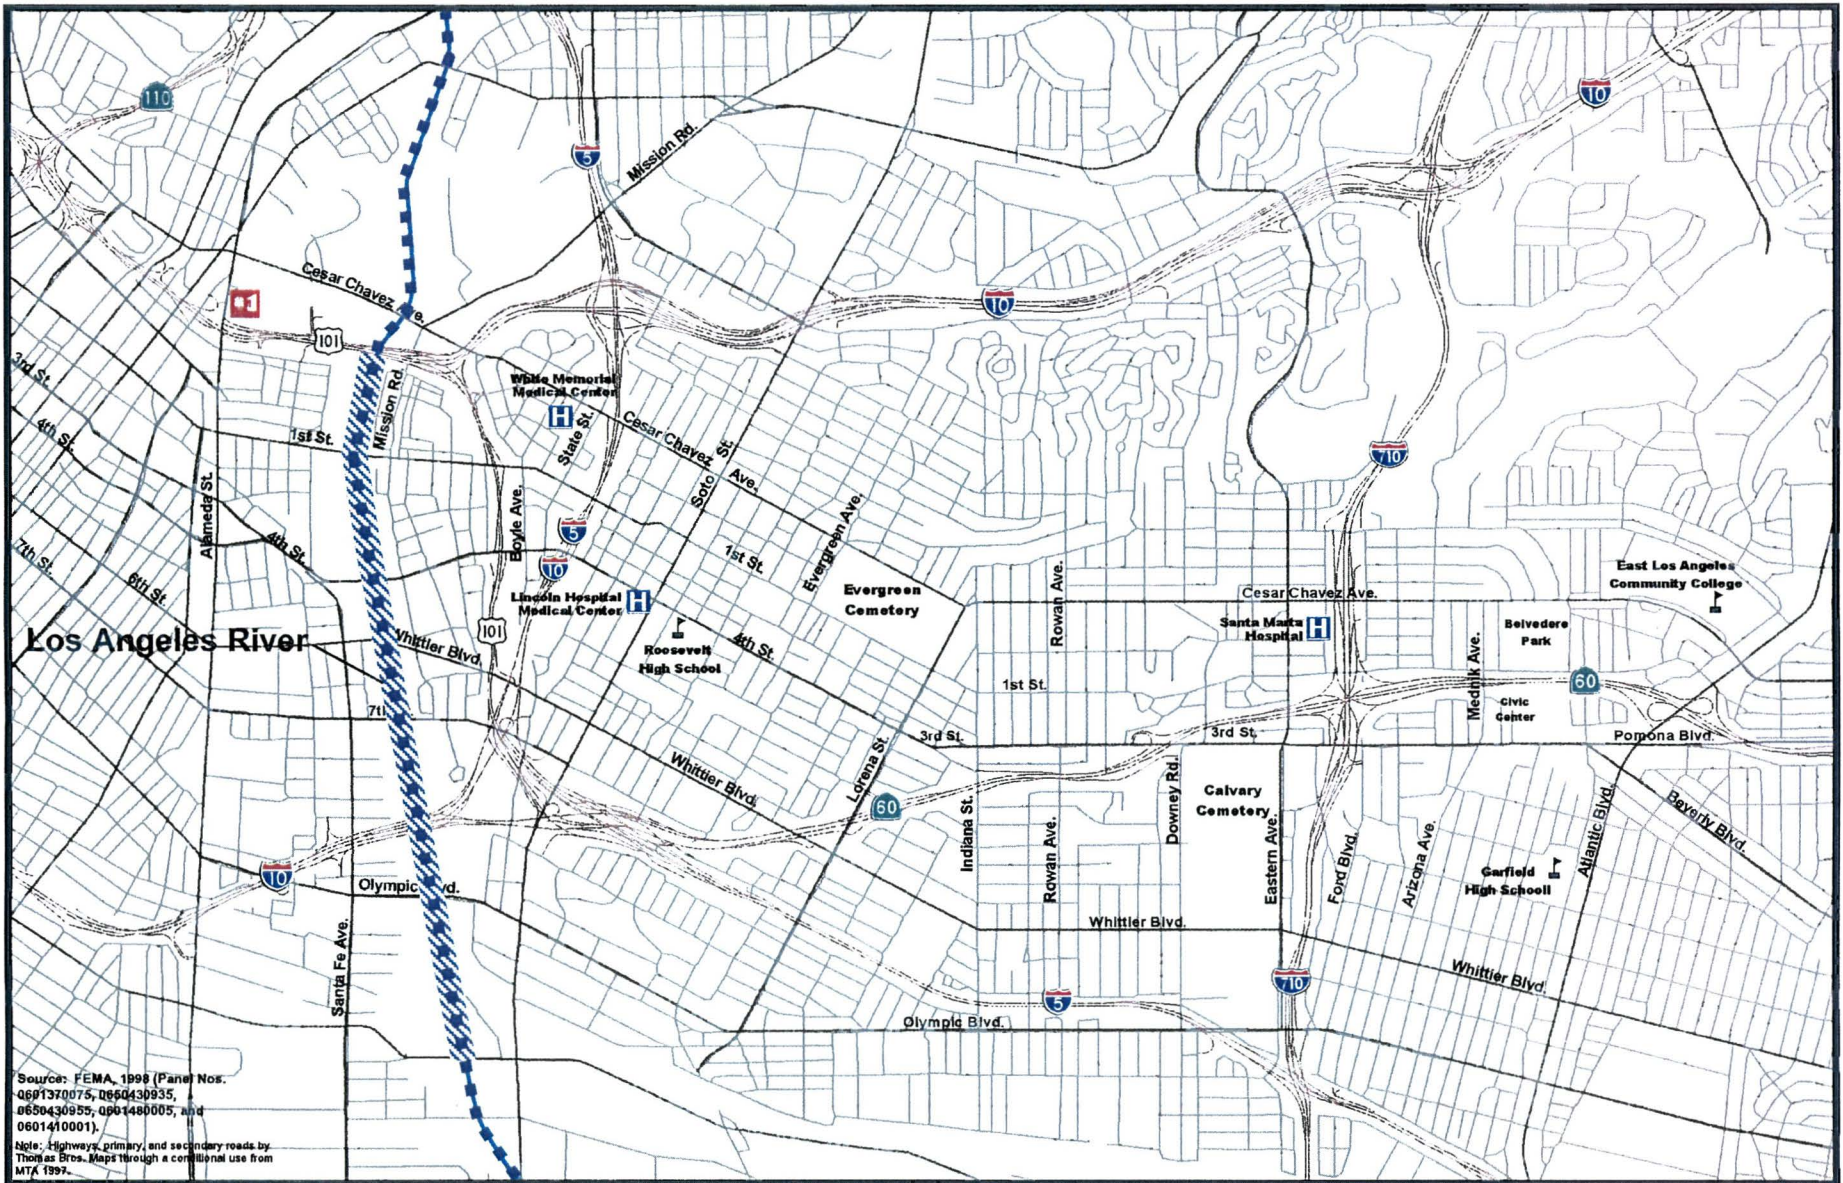 110
10
5
Mission Rd.
Cesar Chavez Ave.
10
101
3rd St.
Mission Rd.
White Memorial
Medical Center
H
4th St.
1st St.
State St.
Cesar Chavez Ave.
Soto St.
710
Alameda St.
Boyle Ave.
5
Evergreen Ave.
7th St.
4th St.
1st St.
10
6th St.
Lincoln Hospital
Medical Center
H
Evergreen
Cemetery
Rowan Ave.
Cesar Chavez Ave.
East Los Angeles
Community College
Santa Marta
Hospital
H
Belvedere
Park
Los Angeles River
101
Whittier Blvd.
Roosevelt
High School
4th St.
1st St.
Mednik Ave.
60
Civic
Center
7th
3rd St.
3rd St.
Pomona Blvd.
Whittier Blvd.
Lorena St.
60
Indiana St.
Rowan Ave.
Downey Rd.
Calvary
Cemetery
Eastern Ave.
Ford Blvd.
Arizona Ave.
Atlantic Blvd.
Beverly Blvd.
Garfield
High Schooll
10
Olympic Blvd.
Santa Fe Ave.
Whittier Blvd.
Whittier Blvd.
710
5
Olympic Blvd.
Source: FEMA, 1998 (Panel Nos.
0601370075, 0650430935,
0650430955, 0601480005, and
0601410001).
Note: Highways, primary, and secondary roads by
Thomas Bros. Maps through a conditional use from
MTA 1997.